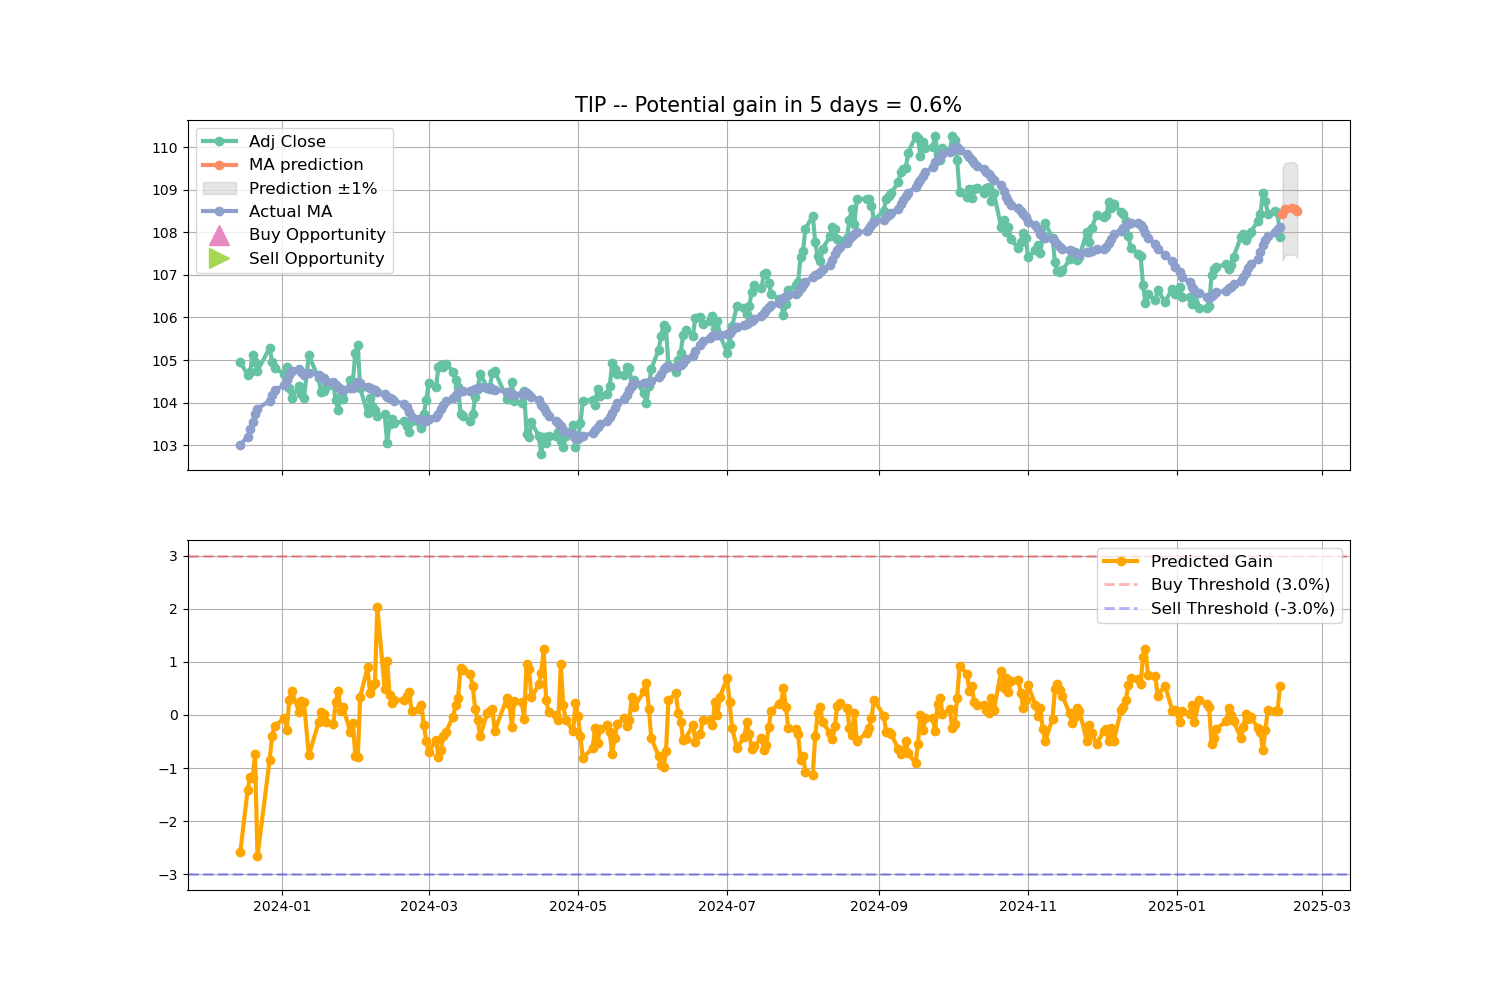 TIP -- Potential gain in 5 days = 0.6%
Adj Close
MA prediction
Prediction ±1%
Actual MA
Buy Opportunity
Sell Opportunity
110
109
108
107
106
105
104
103
Predicted Gain
Buy Threshold (3.0%)
Sell Threshold (-3.0%)
3
2
1
0
−1
−2
−3
2024-01 2024-03 2024-05 2024-07 2024-09 2024-11 2025-01 2025-03